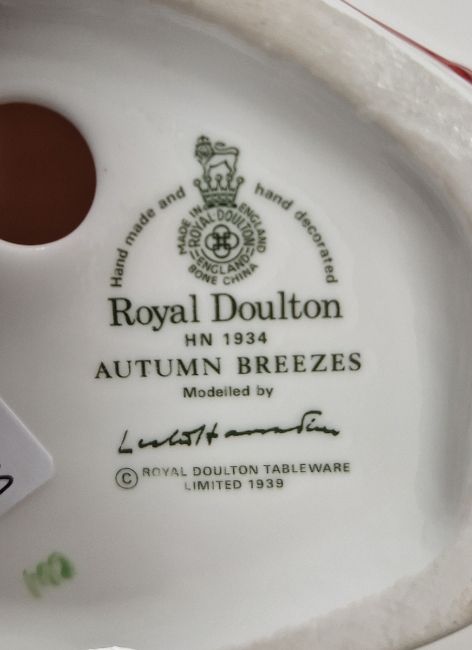 Hand made and hand decorated
MADE IN ENGLAND
ROYAL-DOULTON
ENGLAND
BONE CHINA
Royal Doulton
HN 1934
AUTUMN BREEZES
Modelled by
© ROYAL DOULTON TABLEWARE
LIMITED 1939